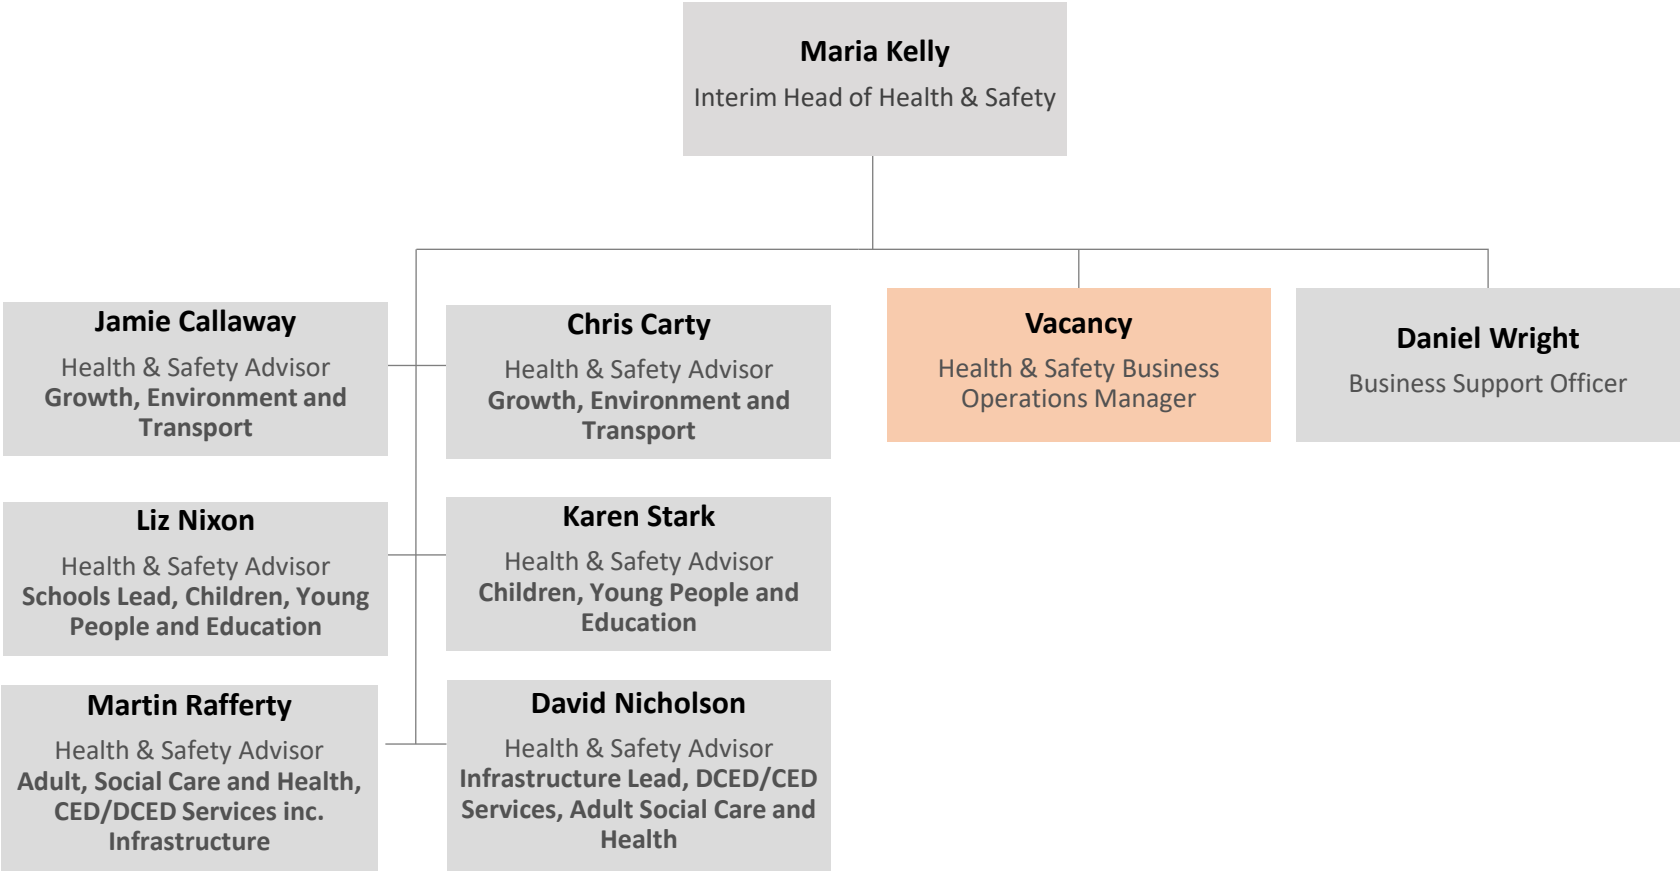 Maria Kelly
Interim Head of Health & Safety
Jamie Callaway
Health & Safety Advisor
Growth, Environment and
Transport
Chris Carty
Health & Safety Advisor
Growth, Environment and
Transport
Vacancy
Health & Safety Business
Operations Manager
Daniel Wright
Business Support Officer
Liz Nixon
Health & Safety Advisor
Schools Lead, Children, Young
People and Education
Karen Stark
Health & Safety Advisor
Children, Young People and
Education
Martin Rafferty
Health & Safety Advisor
Adult, Social Care and Health,
CED/DCED Services inc.
Infrastructure
David Nicholson
Health & Safety Advisor
Infrastructure Lead, DCED/CED
Services, Adult Social Care and
Health